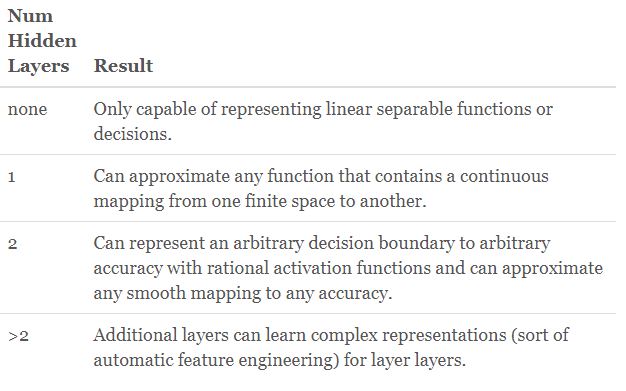 Num
Hidden
Layers Result
none Only capable of representing linear separable functions or
decisions.
1 Can approximate any function that contains a continuous
mapping from one finite space to another.
2 Can represent an arbitrary decision boundary to arbitrary
accuracy with rational activation functions and can approximate
any smooth mapping to any accuracy.
>2 Additional layers can learn complex representations (sort of
automatic feature engineering) for layer layers.